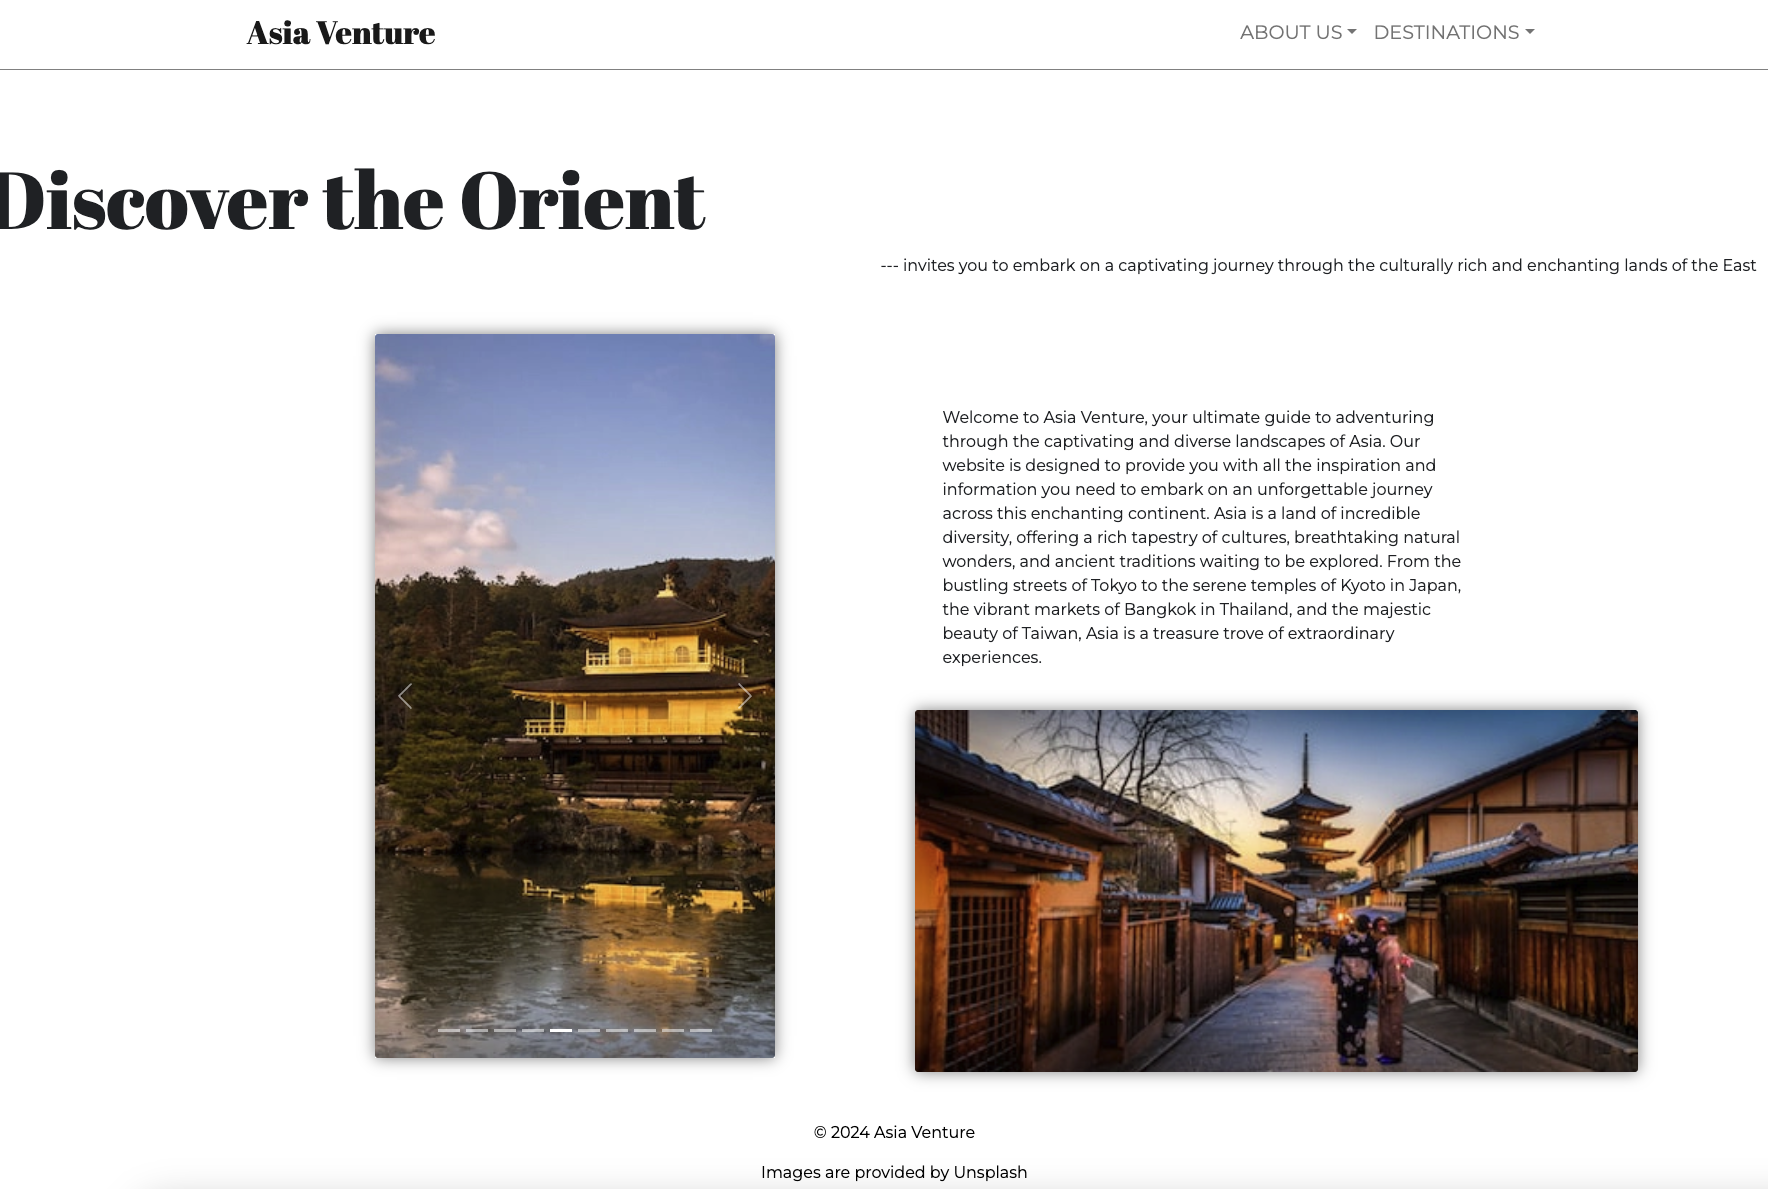 Asia Venture
ABOUT US DESTINATIONS
Discover the Orient
--- invites you to embark on a captivating journey through the culturally rich and enchanting lands of the East
Welcome to Asia Venture, your ultimate guide to adventuring
through the captivating and diverse landscapes of Asia. Our
website is designed to provide you with all the inspiration and
information you need to embark on an unforgettable journey
across this enchanting continent. Asia is a land of incredible
diversity, offering a rich tapestry of cultures, breathtaking natural
wonders, and ancient traditions waiting to be explored. From the
bustling streets of Tokyo to the serene temples of Kyoto in Japan,
the vibrant markets of Bangkok in Thailand, and the majestic
beauty of Taiwan, Asia is a treasure trove of extraordinary
experiences.
© 2024 Asia Venture
Images are provided by Unsplash